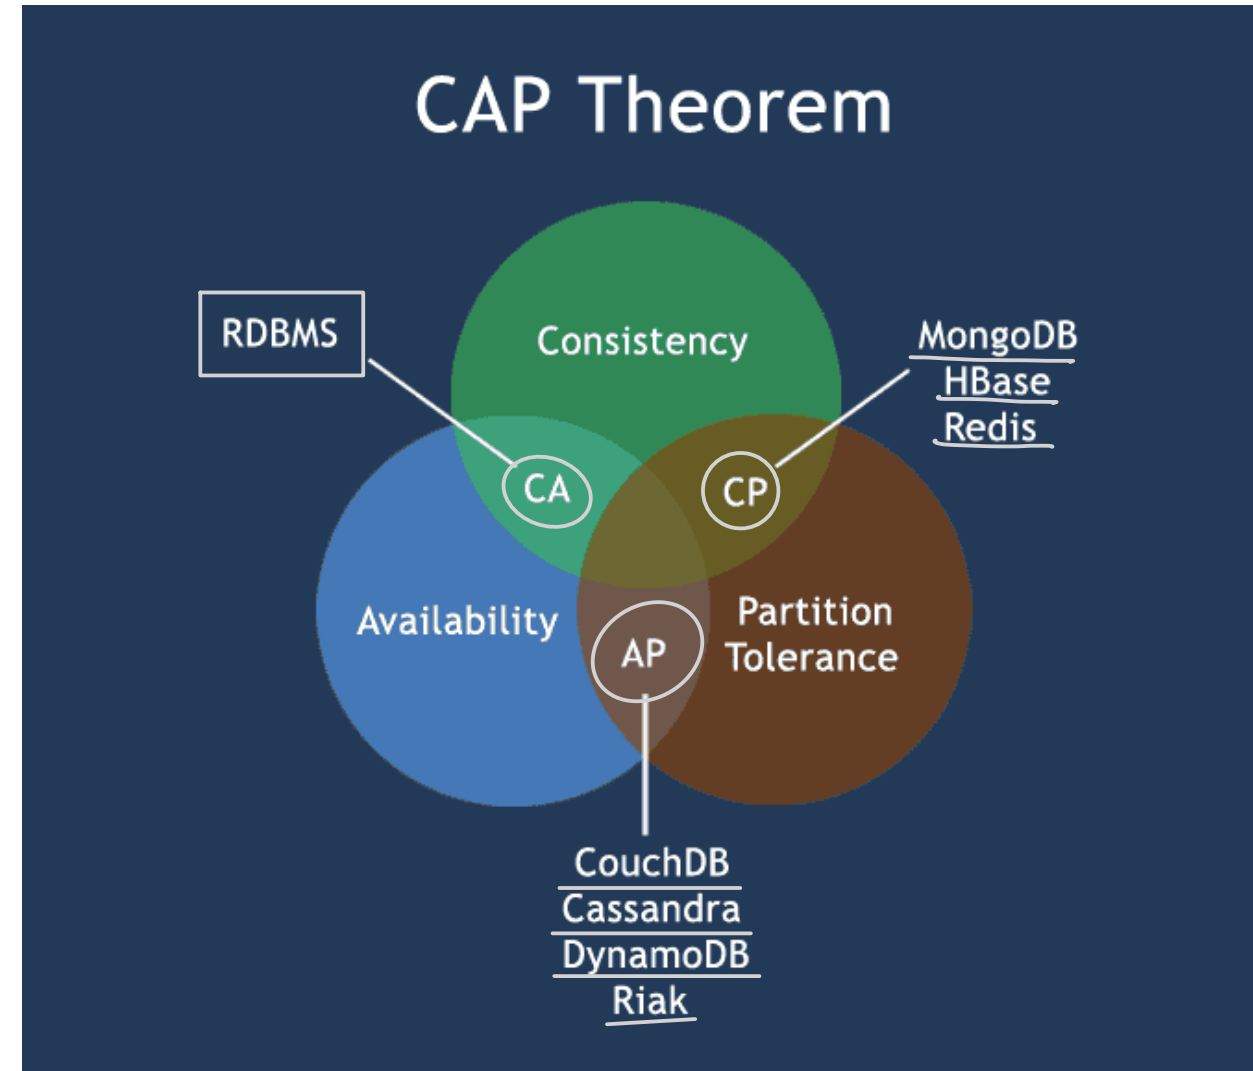 CAP Theorem
RDBMS
Consistency
MongoDB
HBase
Redis
CA
CP
Availability
Partition
Tolerance
AP
CouchDB
Cassandra
DynamoDB
Riak